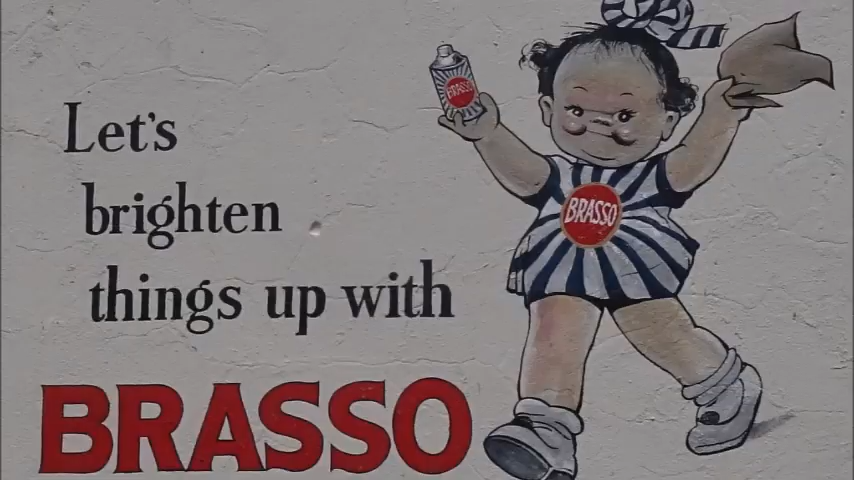 Let's
brighten
things up with
BRASSO
BRASSO
BRASSO